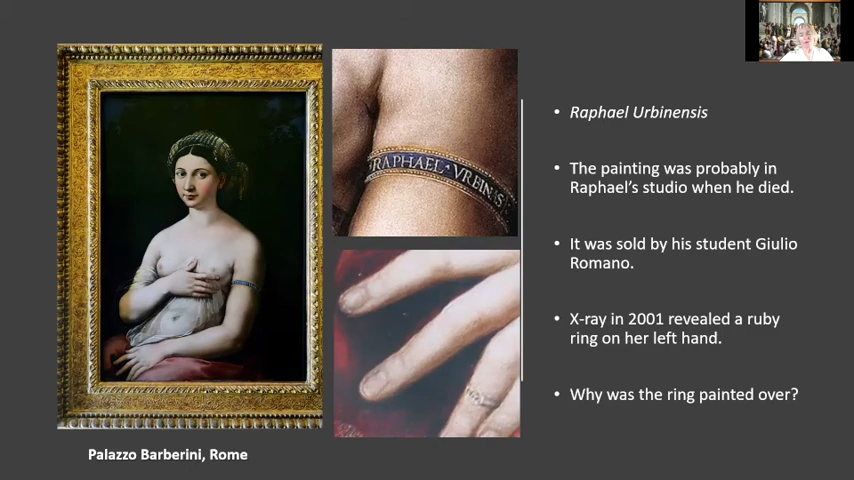 RAPHAEL · VRBINAS
Palazzo Barberini, Rome
• Raphael Urbinensis
• The painting was probably in
Raphael’s studio when he died.
• It was sold by his student Giulio
Romano.
• X-ray in 2001 revealed a ruby
ring on her left hand.
• Why was the ring painted over?